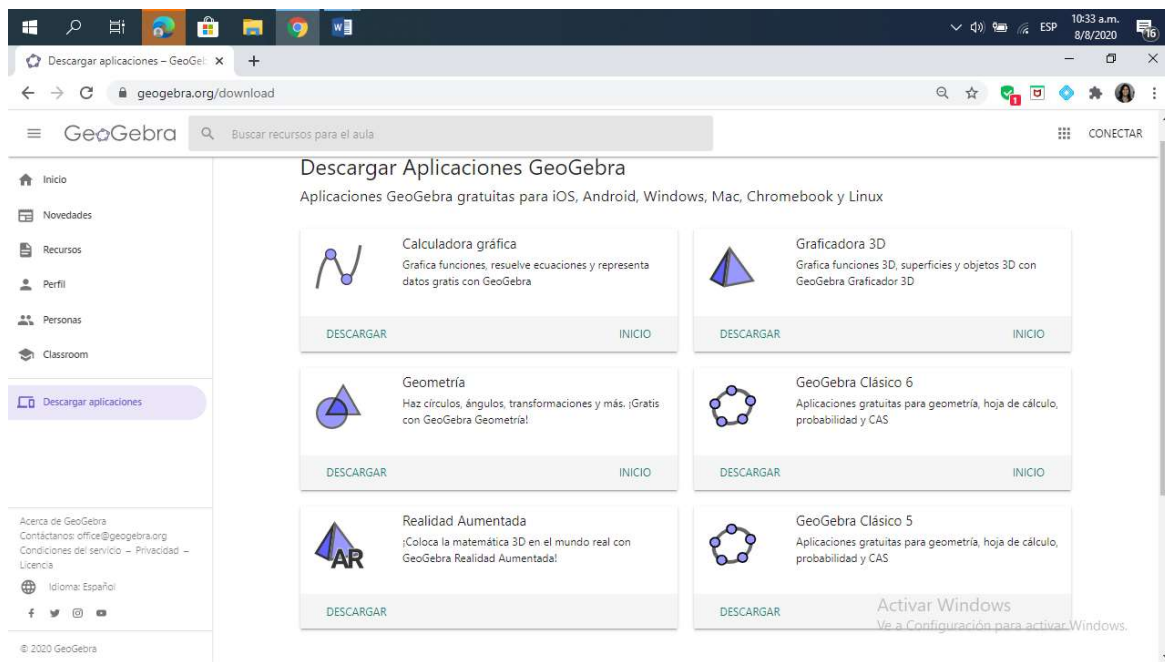 ESP
10:33 a.m.
8/8/2020
16
Descargar aplicaciones – GeoGel
geogebra.org/download
1
GeoGebra
Buscar recursos para el aula
CONECTAR
Inicio
Novedades
Recursos
Perfil
Personas
Classroom
Descargar aplicaciones
Acerca de GeoGebra
Contáctanos: office@geogebra.org
Condiciones del servicio – Privacidad –
Licencia
Idioma: Español
© 2020 GeoGebra
Descargar Aplicaciones GeoGebra
Aplicaciones GeoGebra gratuitas para iOS, Android, Windows, Mac, Chromebook y Linux
Calculadora gráfica
Grafica funciones, resuelve ecuaciones y representa
datos gratis con GeoGebra
DESCARGAR INICIO
Graficadora 3D
Grafica funciones 3D, superficies y objetos 3D con
GeoGebra Graficador 3D
DESCARGAR INICIO
Geometría
Haz círculos, ángulos, transformaciones y más. ¡Gratis
con GeoGebra Geometría!
DESCARGAR INICIO
GeoGebra Clásico 6
Aplicaciones gratuitas para geometría, hoja de cálculo,
probabilidad y CAS
DESCARGAR INICIO
AR
Realidad Aumentada
¡Coloca la matemática 3D en el mundo real con
GeoGebra Realidad Aumentada!
DESCARGAR
GeoGebra Clásico 5
Aplicaciones gratuitas para geometría, hoja de cálculo,
probabilidad y CAS
DESCARGAR
Activar Windows
Ve a Configuración para activar Windows.